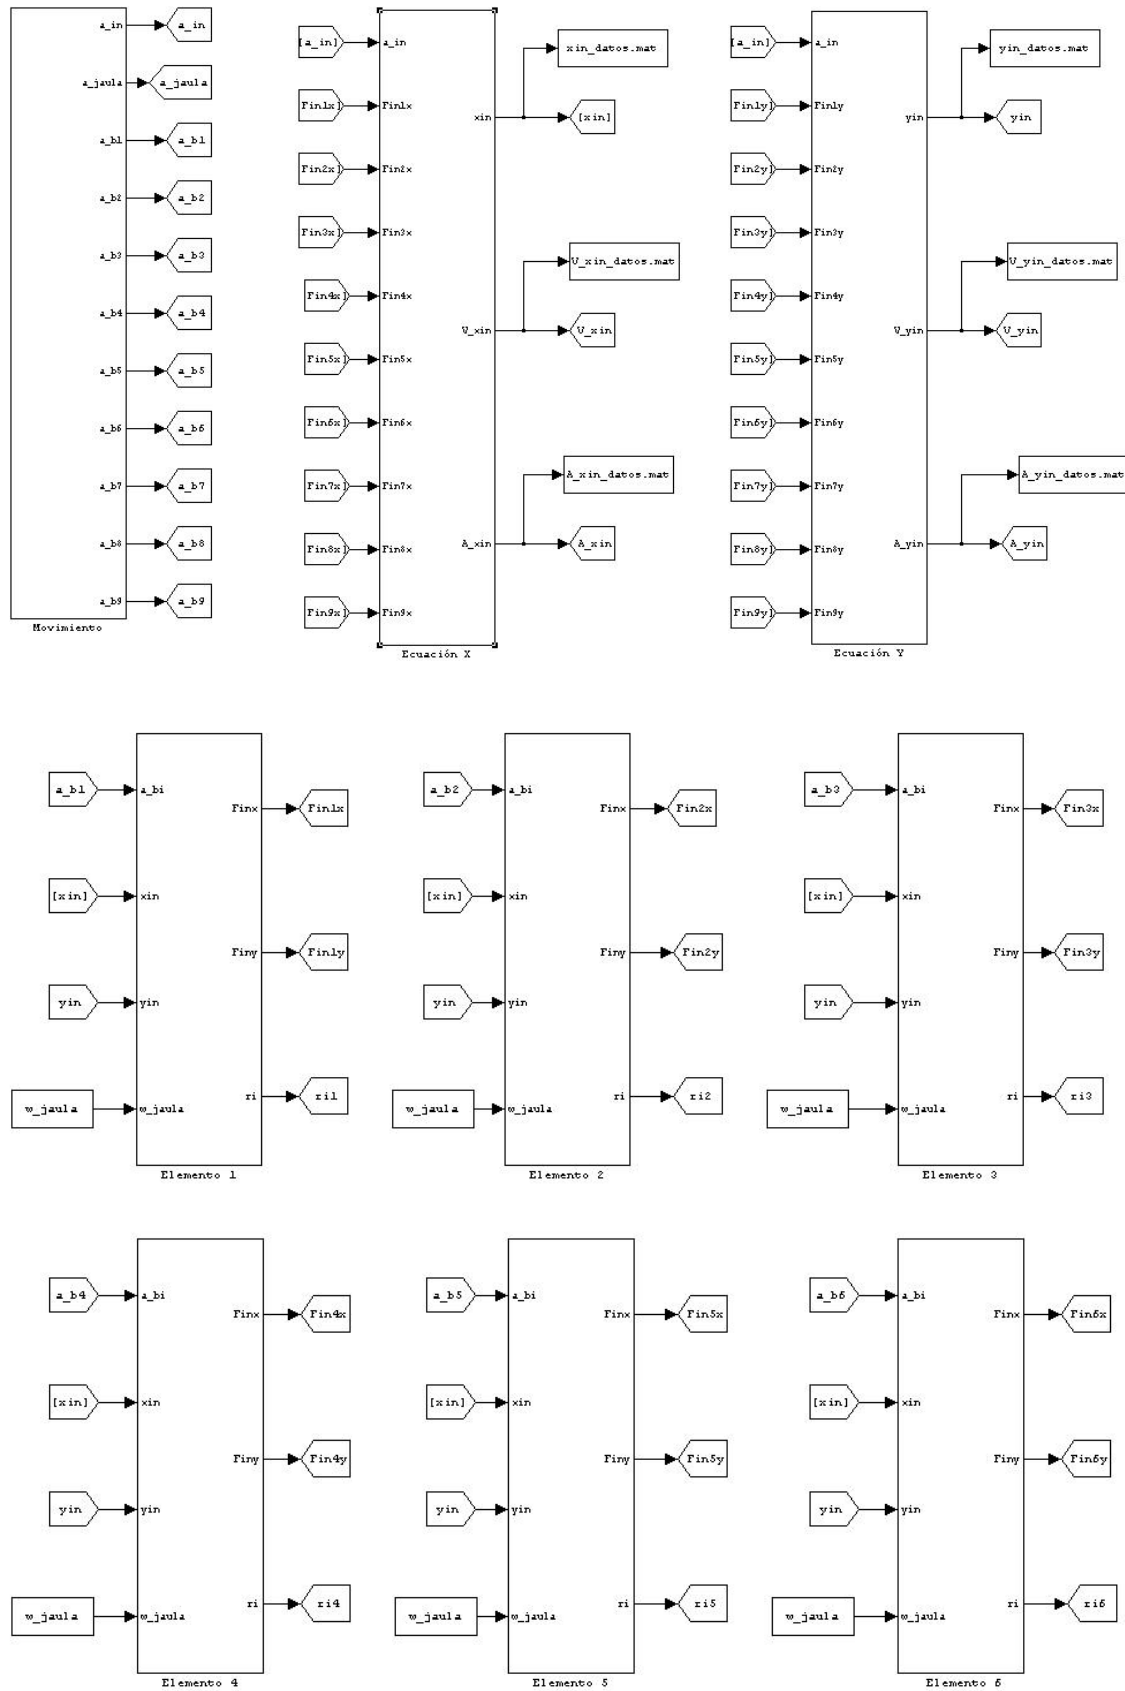 a_in a_in
a_jaula a_jaula
a_b1 a_b1
a_b2 a_b2
a_b3 a_b3
a_b4 a_b4
a_b5 a_b5
a_b6 a_b6
a_b7 a_b7
a_b8 a_b8
a_b9 a_b9
Movimiento
[a_in] a_in
Fin1x] Fin1x
Fin2x] Fin2x
Fin3x] Fin3x
Fin4x] Fin4x
Fin5x] Fin5x
Fin6x] Fin6x
Fin7x] Fin7x
Fin8x] Fin8x
Fin9x] Fin9x
xin_datos.mat
xin [xin]
V_xin_datos.mat
V_xin V_xin
A_xin_datos.mat
A_xin A_xin
Ecuación X
[a_in] a_in
Fin1y] Fin1y
Fin2y] Fin2y
Fin3y] Fin3y
Fin4y] Fin4y
Fin5y] Fin5y
Fin6y] Fin6y
Fin7y] Fin7y
Fin8y] Fin8y
Fin9y] Fin9y
yin_datos.mat
yin yin
V_yin_datos.mat
V_yin V_yin
A_yin_datos.mat
A_yin A_yin
Ecuación Y
a_b1 a_bi
Finx Fin1x
[xin] xin
Finy Fin1y
yin yin
ri ri1
w_jaula w_jaula
Elemento 1
a_b2 a_bi
Finx Fin2x
[xin] xin
Finy Fin2y
yin yin
ri ri2
w_jaula w_jaula
Elemento 2
a_b3 a_bi
Finx Fin3x
[xin] xin
Finy Fin3y
yin yin
ri ri3
w_jaula w_jaula
Elemento 3
a_b4 a_bi
Finx Fin4x
[xin] xin
Finy Fin4y
yin yin
ri ri4
w_jaula w_jaula
Elemento 4
a_b5 a_bi
Finx Fin5x
[xin] xin
Finy Fin5y
yin yin
ri ri5
w_jaula w_jaula
Elemento 5
a_b6 a_bi
Finx Fin6x
[xin] xin
Finy Fin6y
yin yin
ri ri6
w_jaula w_jaula
Elemento 6